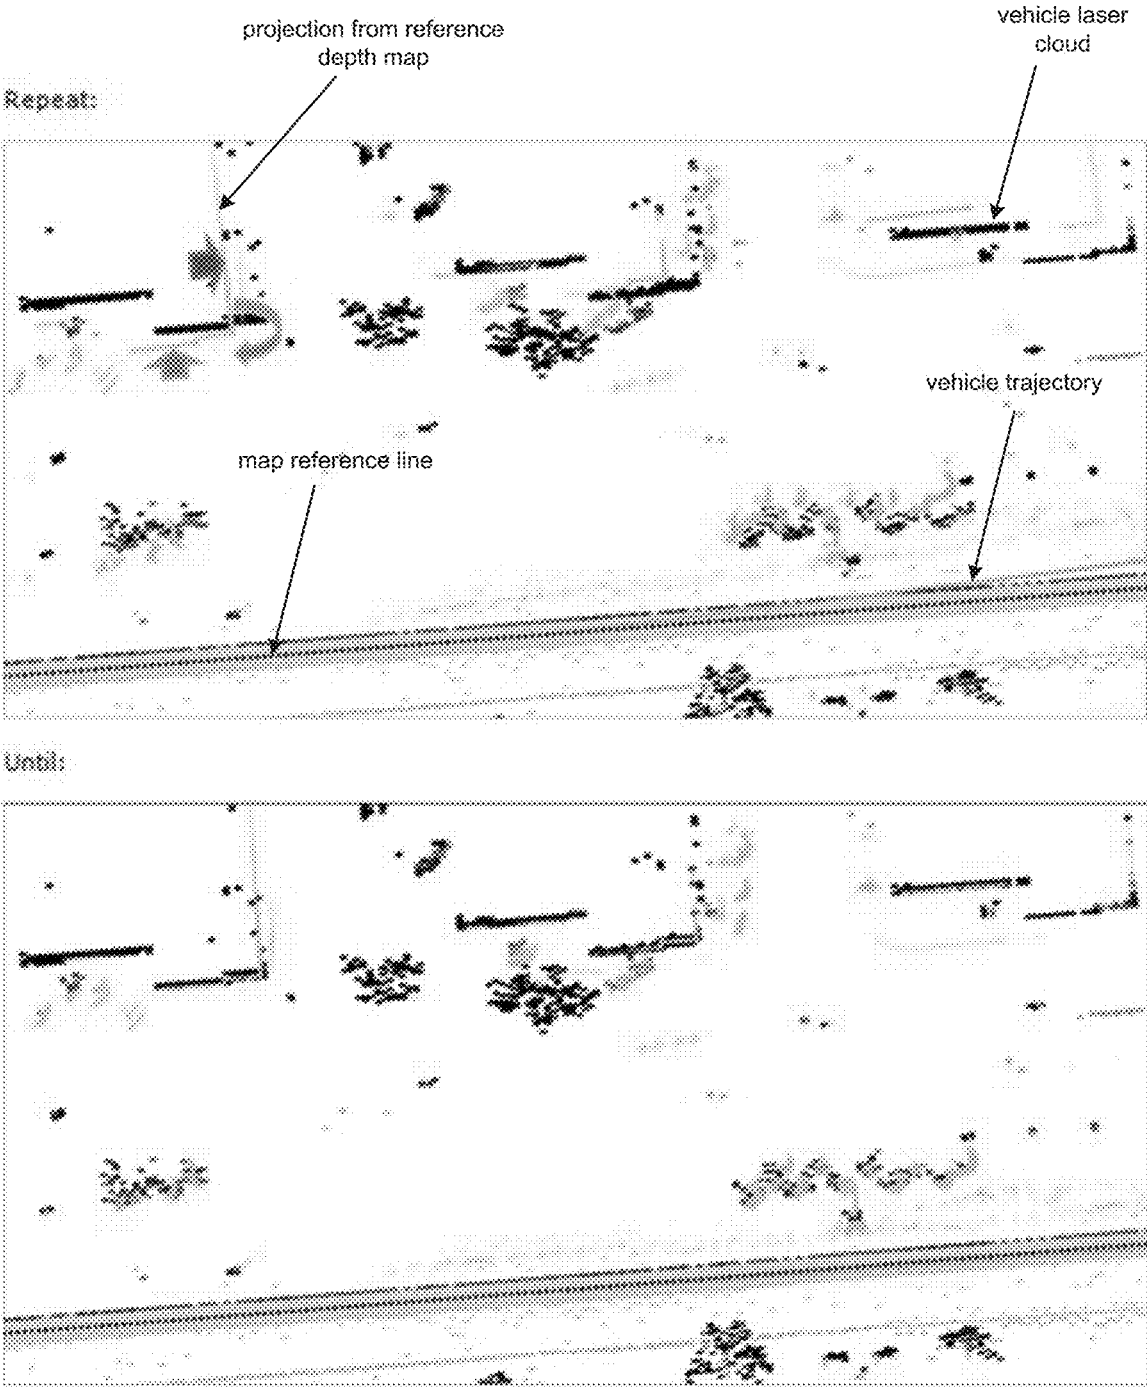 projection from reference
depth map
vehicle laser
cloud
Repeat:
vehicle trajectory
map reference line
Until: